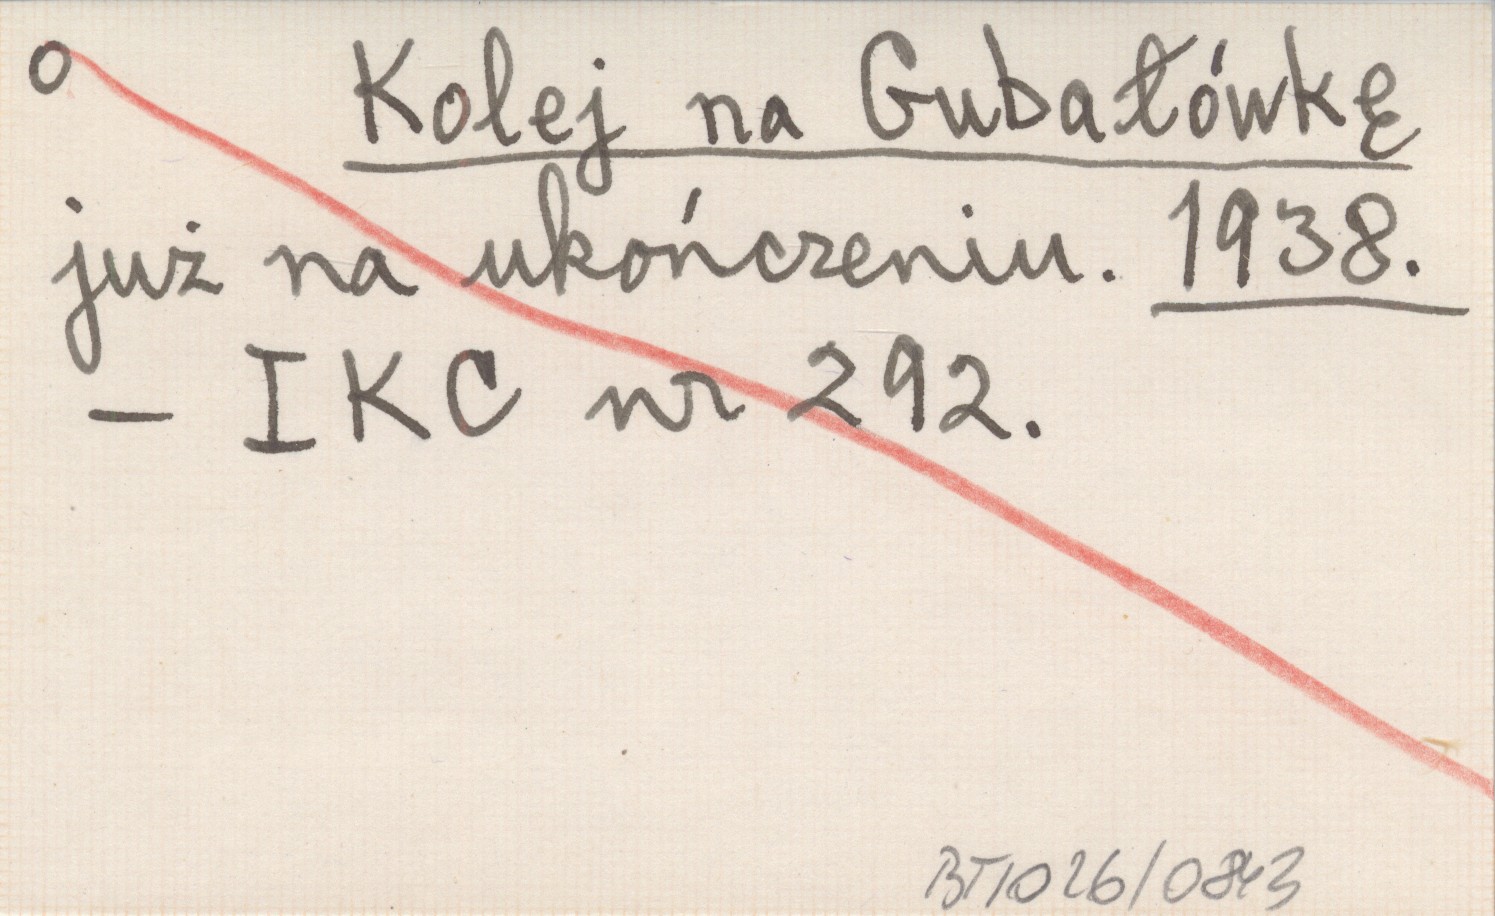 o Kolej na Gubałówkę
już na ukończeniu. 1938.
— IKC nr 292.
BT1026/0843